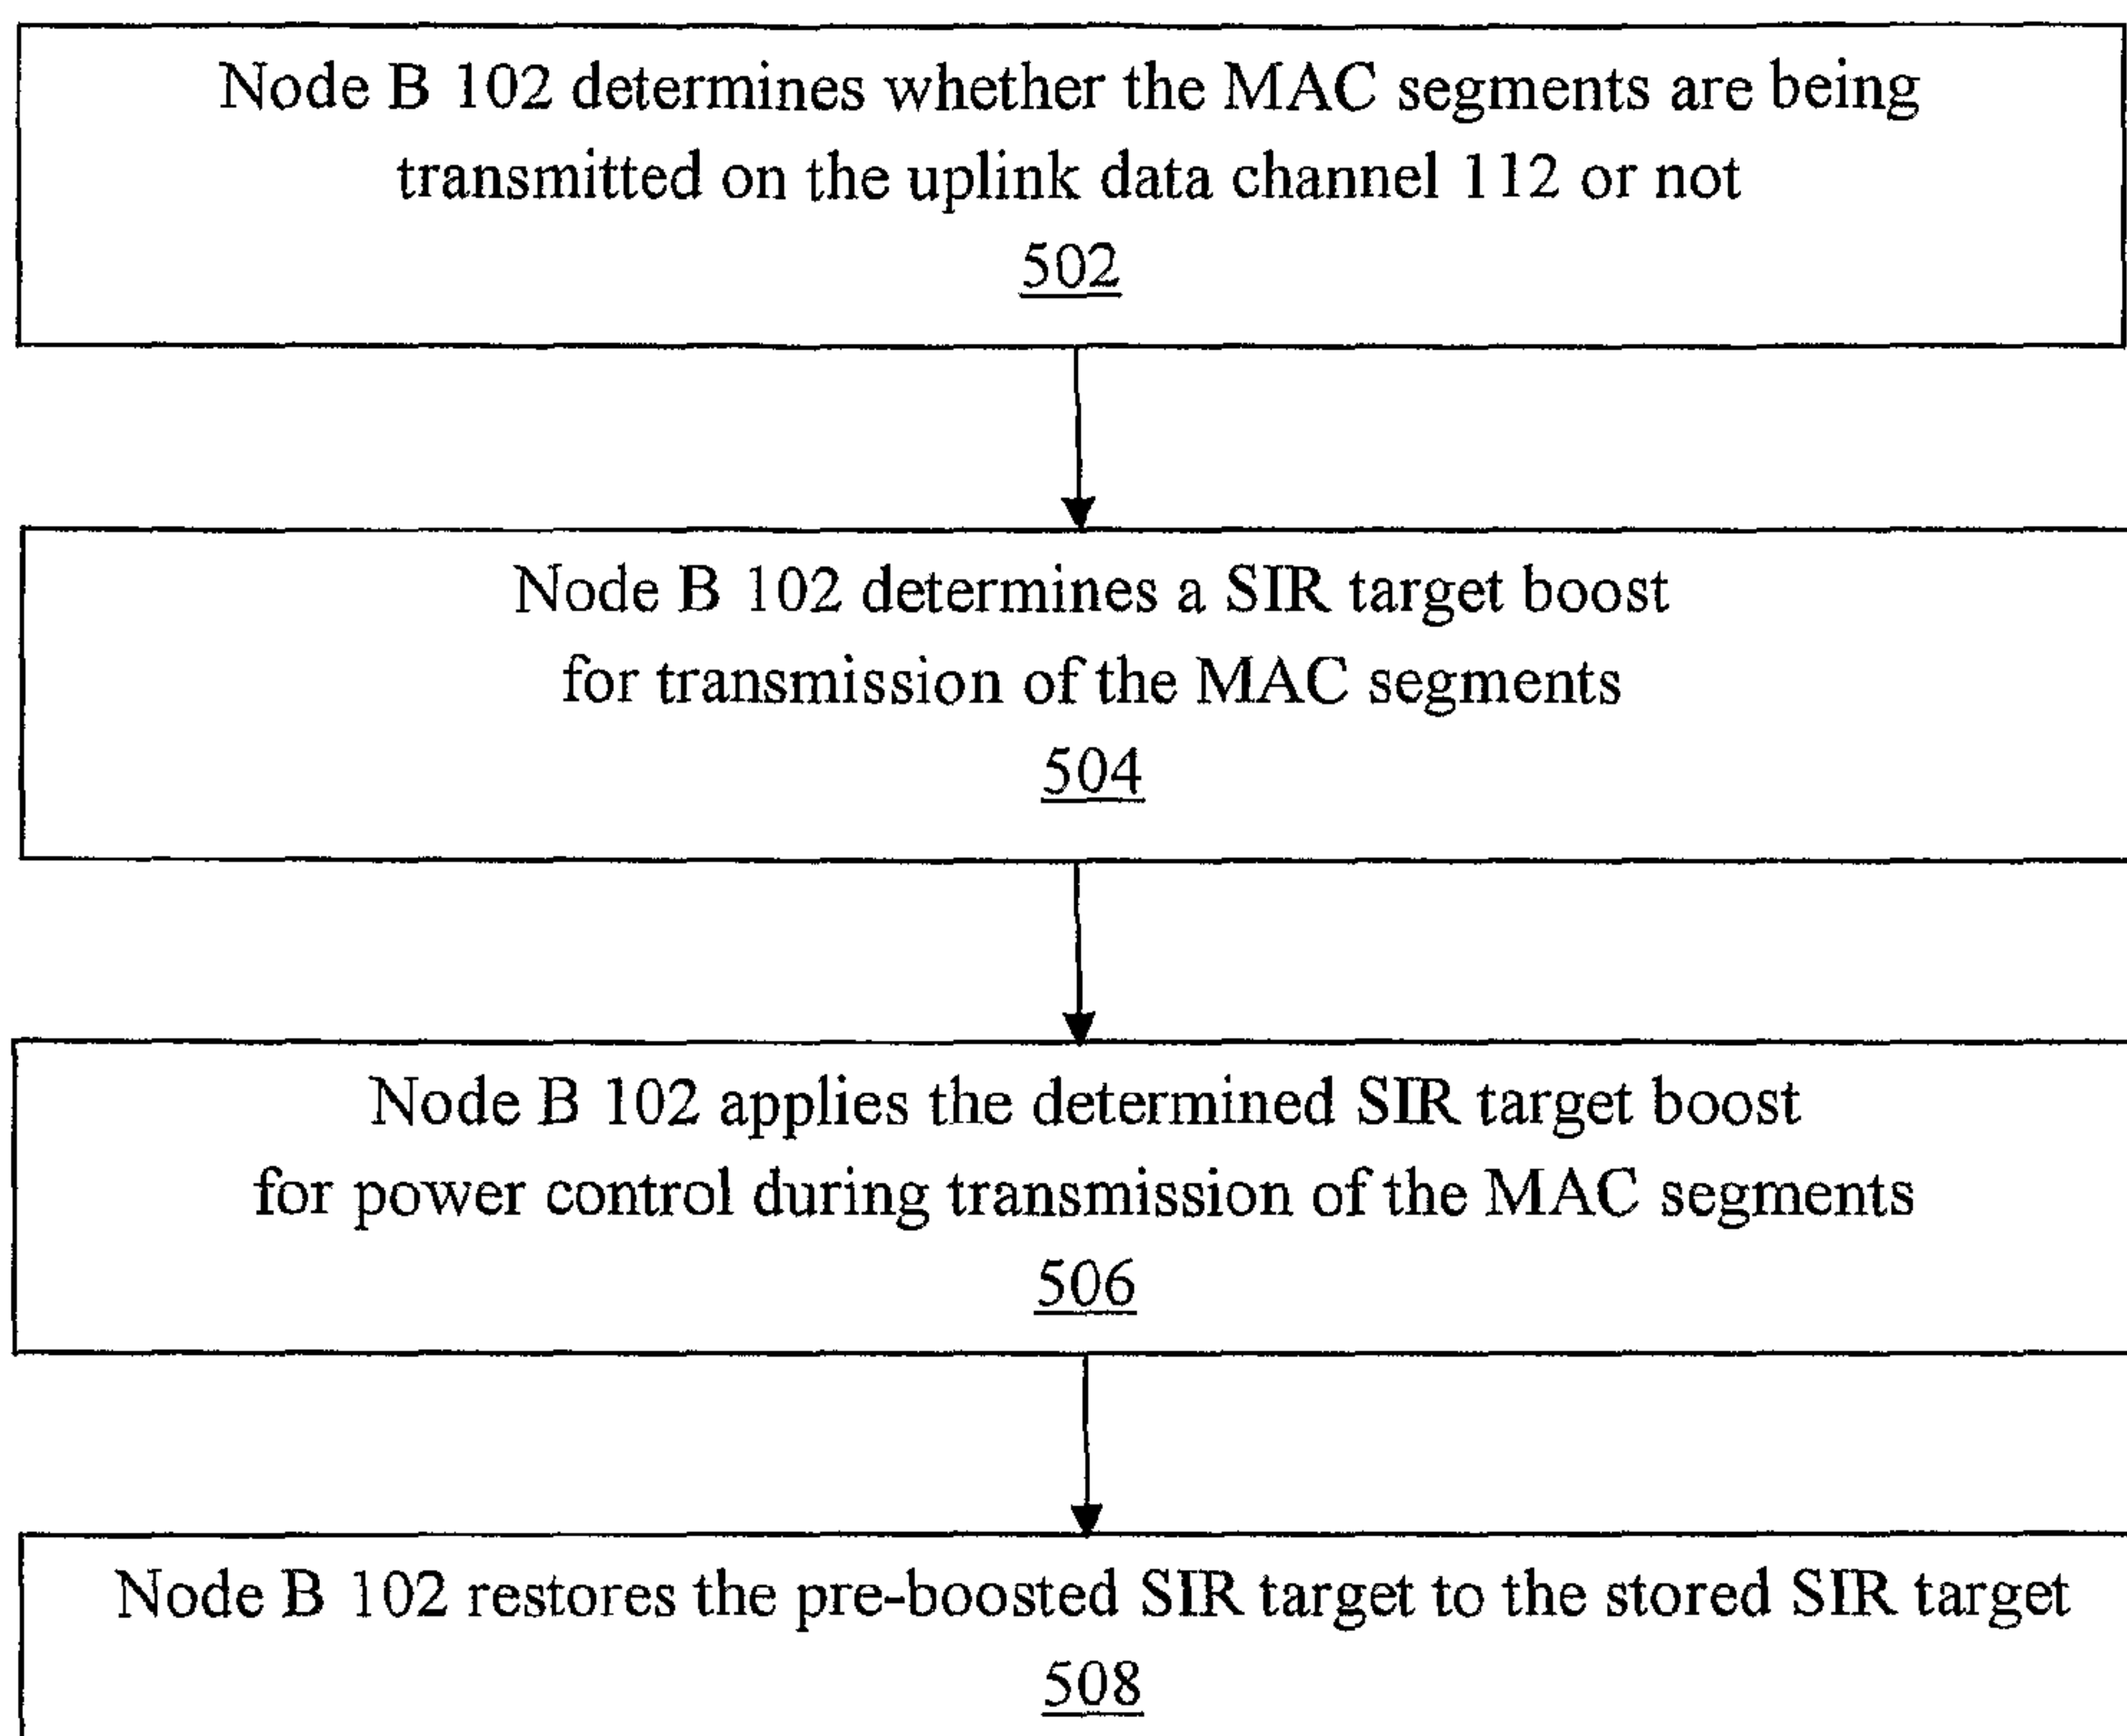 Node B 102 determines whether the MAC segments are being
transmitted on the uplink data channel 112 or not
502
Node B 102 determines a SIR target boost
for transmission of the MAC segments
504
Node B 102 applies the determined SIR target boost
for power control during transmission of the MAC segments
506
Node B 102 restores the pre-boosted SIR target to the stored SIR target
508